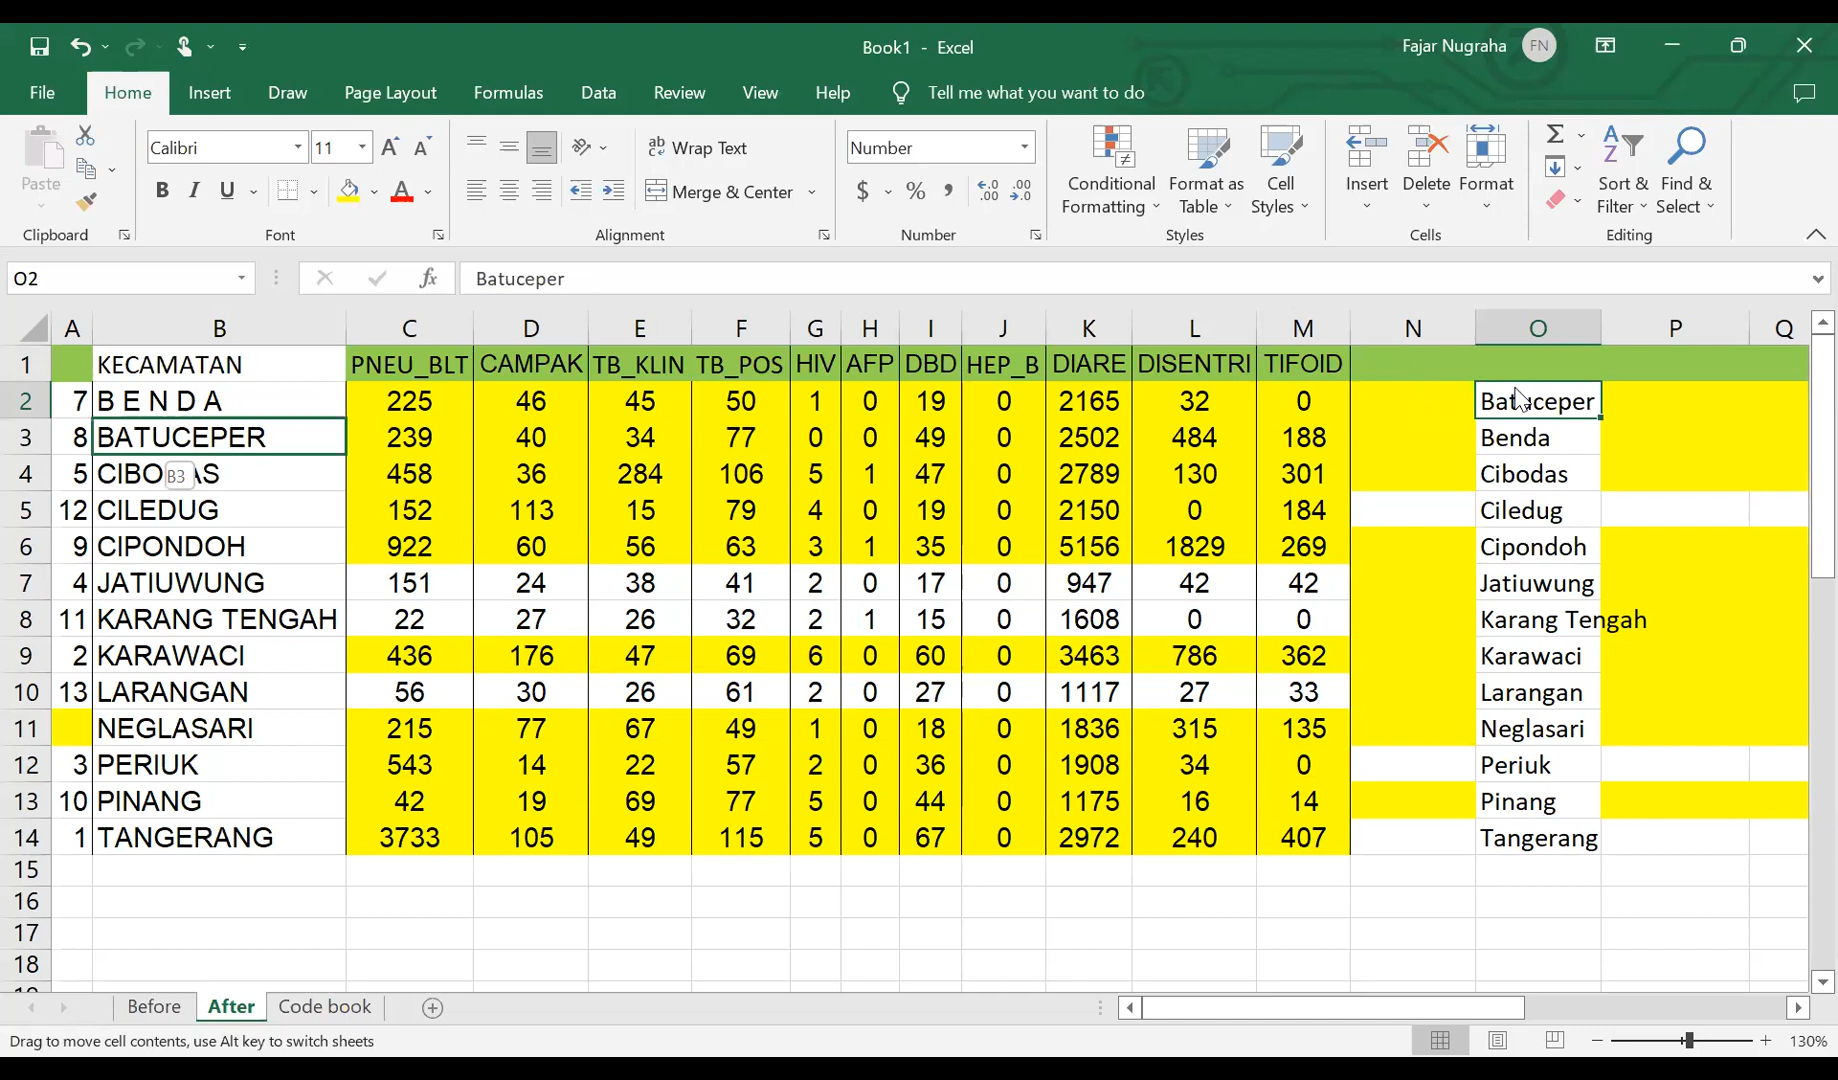 Book1 - Excel
Fajar Nugraha FN
File Home Insert Draw Page Layout Formulas Data Review View Help Tell me what you want to do
Paste
Calibri 11
B I U A
ab Wrap Text
Merge & Center
Number
$ % ,
Conditional Formatting
Format as Table
Cell Styles
Insert Delete Format
Sort & Filter
Find & Select
Clipboard Font Alignment Number Styles Cells Editing
O2 fx Batuceper
A B C D E F G H I J K L M N O P Q
1 KECAMATAN PNEU_BLT CAMPAK TB_KLIN TB_POS HIV AFP DBD HEP_B DIARE DISENTRI TIFOID
2 7 B E N D A 225 46 45 50 1 0 19 0 2165 32 0 Batuceper
3 8 BATUCEPER 239 40 34 77 0 0 49 0 2502 484 188 Benda
4 5 CIBODAS 458 36 284 106 5 1 47 0 2789 130 301 Cibodas
B3
5 12 CILEDUG 152 113 15 79 4 0 19 0 2150 0 184 Ciledug
6 9 CIPONDOH 922 60 56 63 3 1 35 0 5156 1829 269 Cipondoh
7 4 JATIUWUNG 151 24 38 41 2 0 17 0 947 42 42 Jatiuwung
8 11 KARANG TENGAH 22 27 26 32 2 1 15 0 1608 0 0 Karang Tengah
9 2 KARAWACI 436 176 47 69 6 0 60 0 3463 786 362 Karawaci
10 13 LARANGAN 56 30 26 61 2 0 27 0 1117 27 33 Larangan
11 NEGLASARI 215 77 67 49 1 0 18 0 1836 315 135 Neglasari
12 3 PERIUK 543 14 22 57 2 0 36 0 1908 34 0 Periuk
13 10 PINANG 42 19 69 77 5 0 44 0 1175 16 14 Pinang
14 1 TANGERANG 3733 105 49 115 5 0 67 0 2972 240 407 Tangerang
15
16
17
18
Before After Code book
Drag to move cell contents, use Alt key to switch sheets
130%